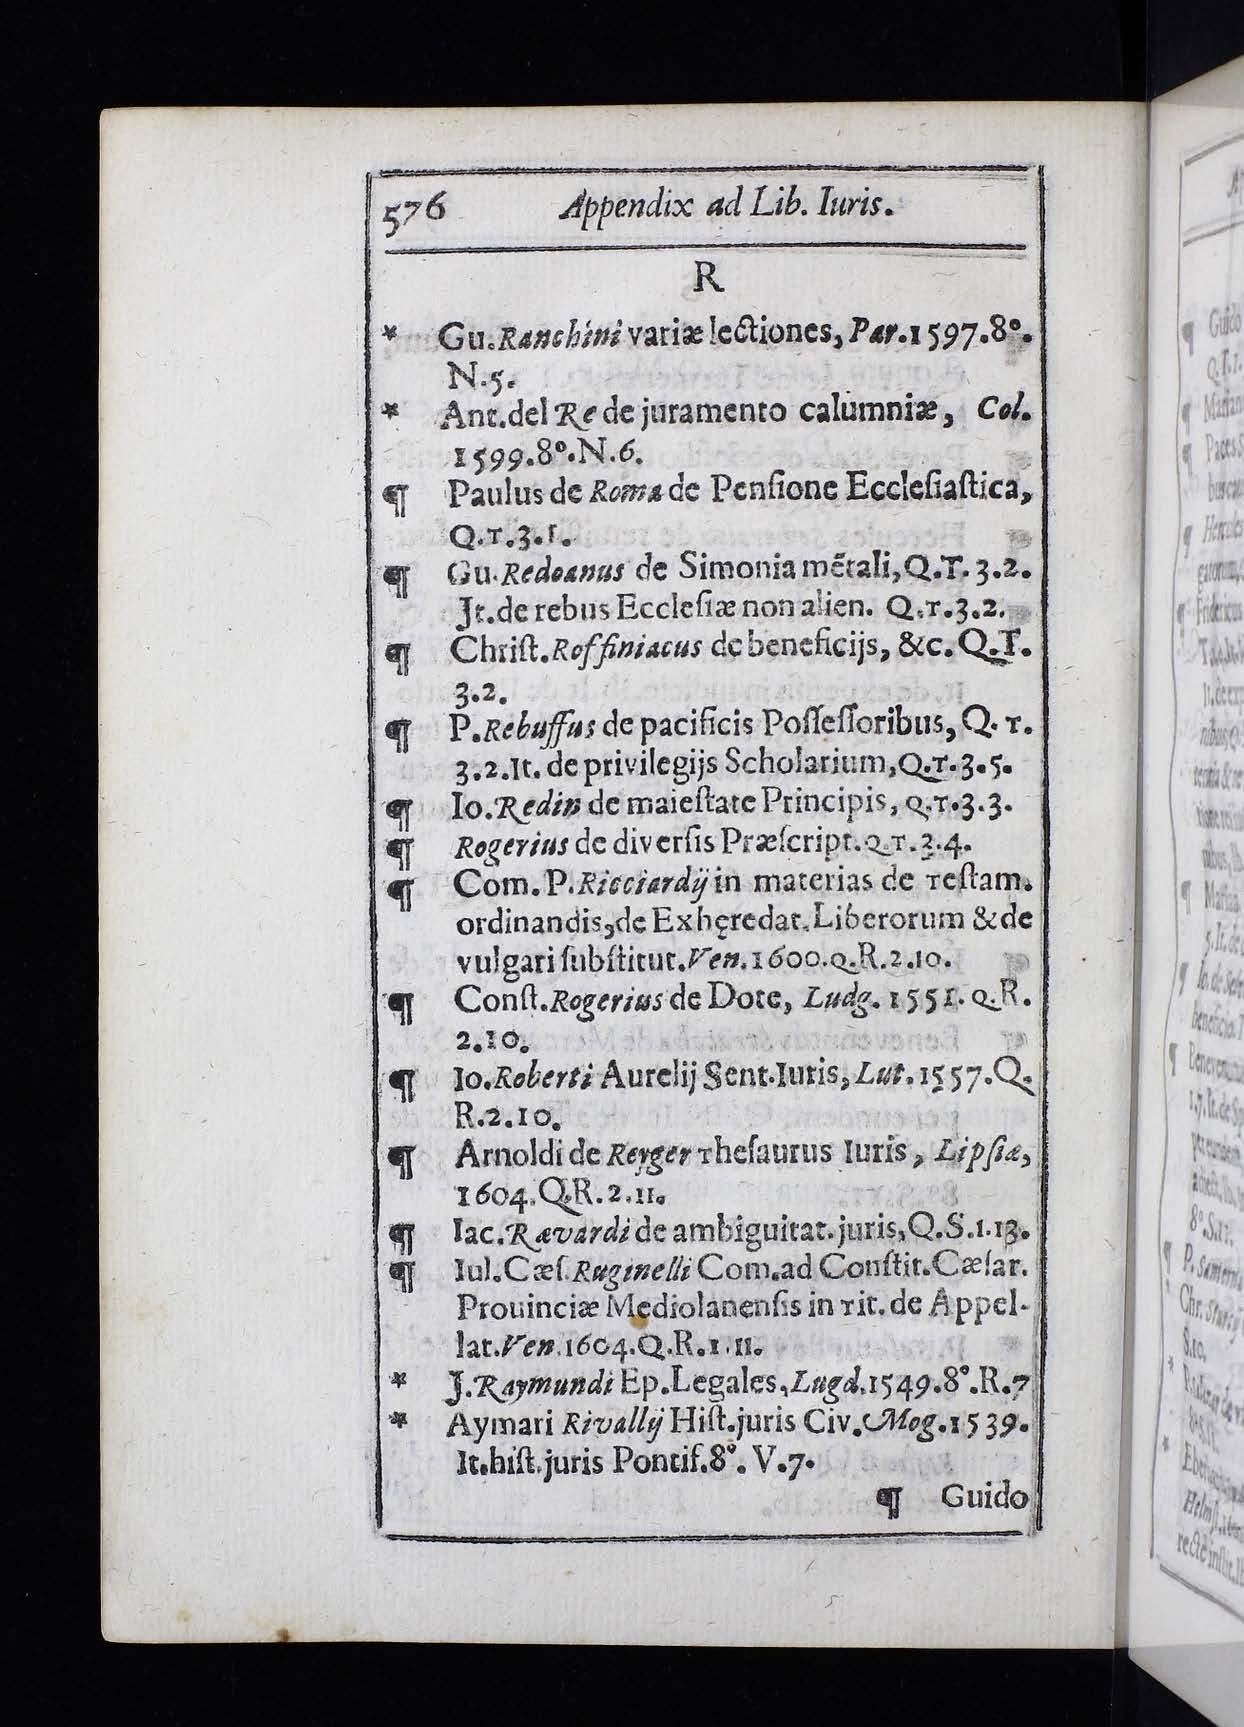 576 Appendix ad Lib. Iuris.
R
* Gu. Ranchini variæ lectiones, Par. 1597. 8°.
N. 5.
* Ant. del Re de juramento calumniæ, Col.
1599. 8°. N. 6.
¶ Paulus de Roma de Pensione Ecclesiastica,
Q. T. 3. 1.
¶ Gu. Redoanus de Simonia mẽtali, Q. T. 3. 2.
Jt. de rebus Ecclesiæ non alien. Q. T. 3. 2.
¶ Christ. Roffiniacus de beneficijs, &c. Q. T.
3. 2.
¶ P. Rebuffus de pacificis Possessoribus, Q. T.
3. 2. It. de privilegijs Scholarium, Q. T. 3. 5.
¶ Io. Redin de maiestate Principis, Q. T. 3. 3.
¶ Rogerius de diversis Præscript. Q. T. 3. 4.
¶ Com. P. Ricciardij in materias de Testam.
ordinandis, de Exhęredat. Liberorum & de
vulgari substitut. Ven. 1600. Q. R. 2. 10.
¶ Const. Rogerius de Dote, Ludg. 1551. Q. R.
2. 10.
¶ Io. Roberti Aurelij Sent. Iuris, Lut. 1557. Q.
R. 2. 10.
¶ Arnoldi de Reyger Thesaurus Iuris, Lipsiæ,
1604. Q. R. 2. 11.
¶ Iac. Rævardi de ambiguitat. juris, Q. S. 1. 13.
¶ Iul. Cæs. Ruginelli Com. ad Constit. Cæsar.
Prouinciæ Mediolanensis in Tit. de Appel-
lat. Ven. 1604. Q. R. 1. 11.
* J. Raymundi Ep. Legales, Lugd. 1549. 8°. R. 7
* Aymari Rivallij Hist. juris Civ. Mog. 1539.
It. hist. juris Pontif. 8°. V. 7.
¶ Guido